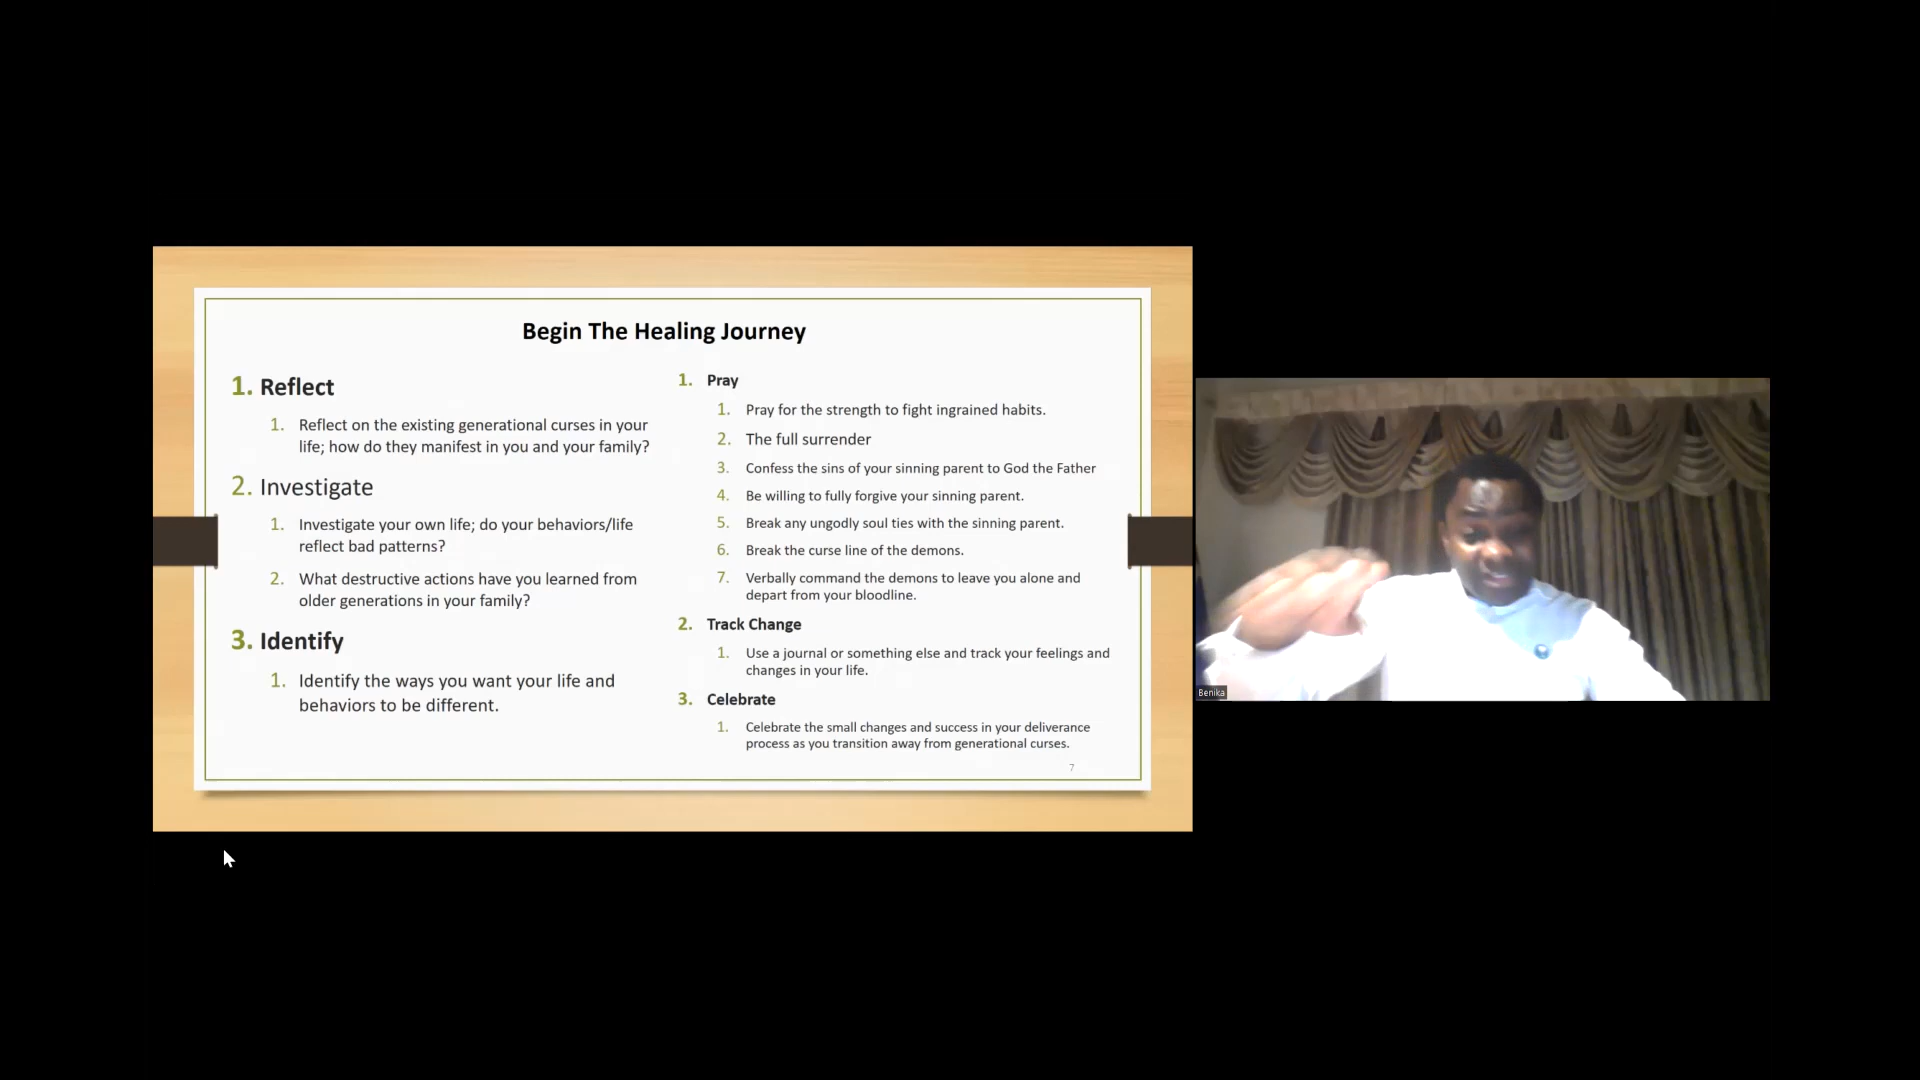 Begin The Healing Journey
1. Reflect
1. Reflect on the existing generational curses in your
life; how do they manifest in you and your family?
2. Investigate
1. Investigate your own life; do your behaviors/life
reflect bad patterns?
2. What destructive actions have you learned from
older generations in your family?
3. Identify
1. Identify the ways you want your life and
behaviors to be different.
1. Pray
1. Pray for the strength to fight ingrained habits.
2. The full surrender
3. Confess the sins of your sinning parent to God the Father
4. Be willing to fully forgive your sinning parent.
5. Break any ungodly soul ties with the sinning parent.
6. Break the curse line of the demons.
7. Verbally command the demons to leave you alone and
depart from your bloodline.
2. Track Change
1. Use a journal or something else and track your feelings and
changes in your life.
3. Celebrate
1. Celebrate the small changes and success in your deliverance
process as you transition away from generational curses.
7
Benika